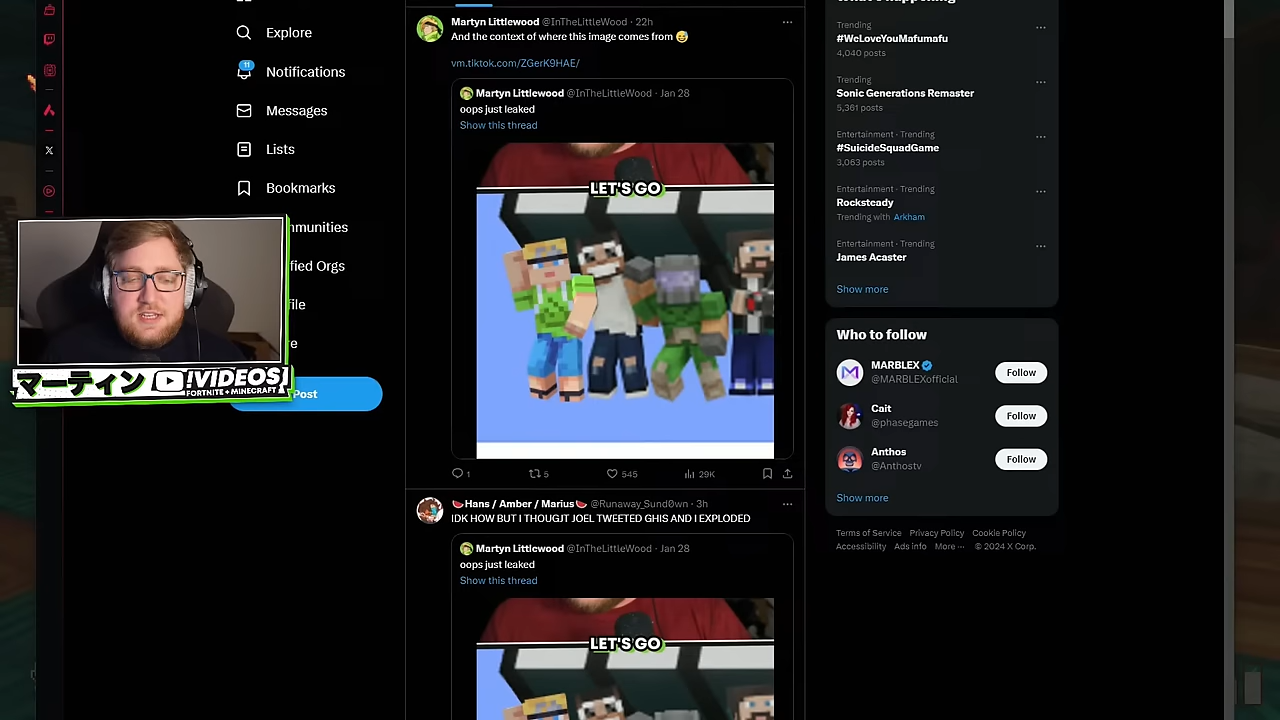 Explore
11
Notifications
Messages
Lists
Bookmarks
mmunities
fied Orgs
file
re
Post
マーティン !VIDEOS
FORTNITE + MINECRAFT
Martyn Littlewood @InTheLittleWood · 22h
And the context of where this image comes from 😅
vm.tiktok.com/ZGerK9HAE/
Martyn Littlewood @InTheLittleWood · Jan 28
oops just leaked
Show this thread
LET'S GO
1 5 545 29K
🍉Hans / Amber / Marius🍉 @Runaway_Sund0wn · 3h
IDK HOW BUT I THOUGJT JOEL TWEETED GHIS AND I EXPLODED
Martyn Littlewood @InTheLittleWood · Jan 28
oops just leaked
Show this thread
LET'S GO
Trending
#WeLoveYouMafumafu
4,040 posts
Trending
Sonic Generations Remaster
5,361 posts
Entertainment · Trending
#SuicideSquadGame
3,063 posts
Entertainment · Trending
Rocksteady
Trending with Arkham
Entertainment · Trending
James Acaster
Show more
Who to follow
MARBLEX
@MARBLEXofficial
Follow
Cait
@phasegames
Follow
Anthos
@Anthostv
Follow
Show more
Terms of Service Privacy Policy Cookie Policy
Accessibility Ads info More ··· © 2024 X Corp.